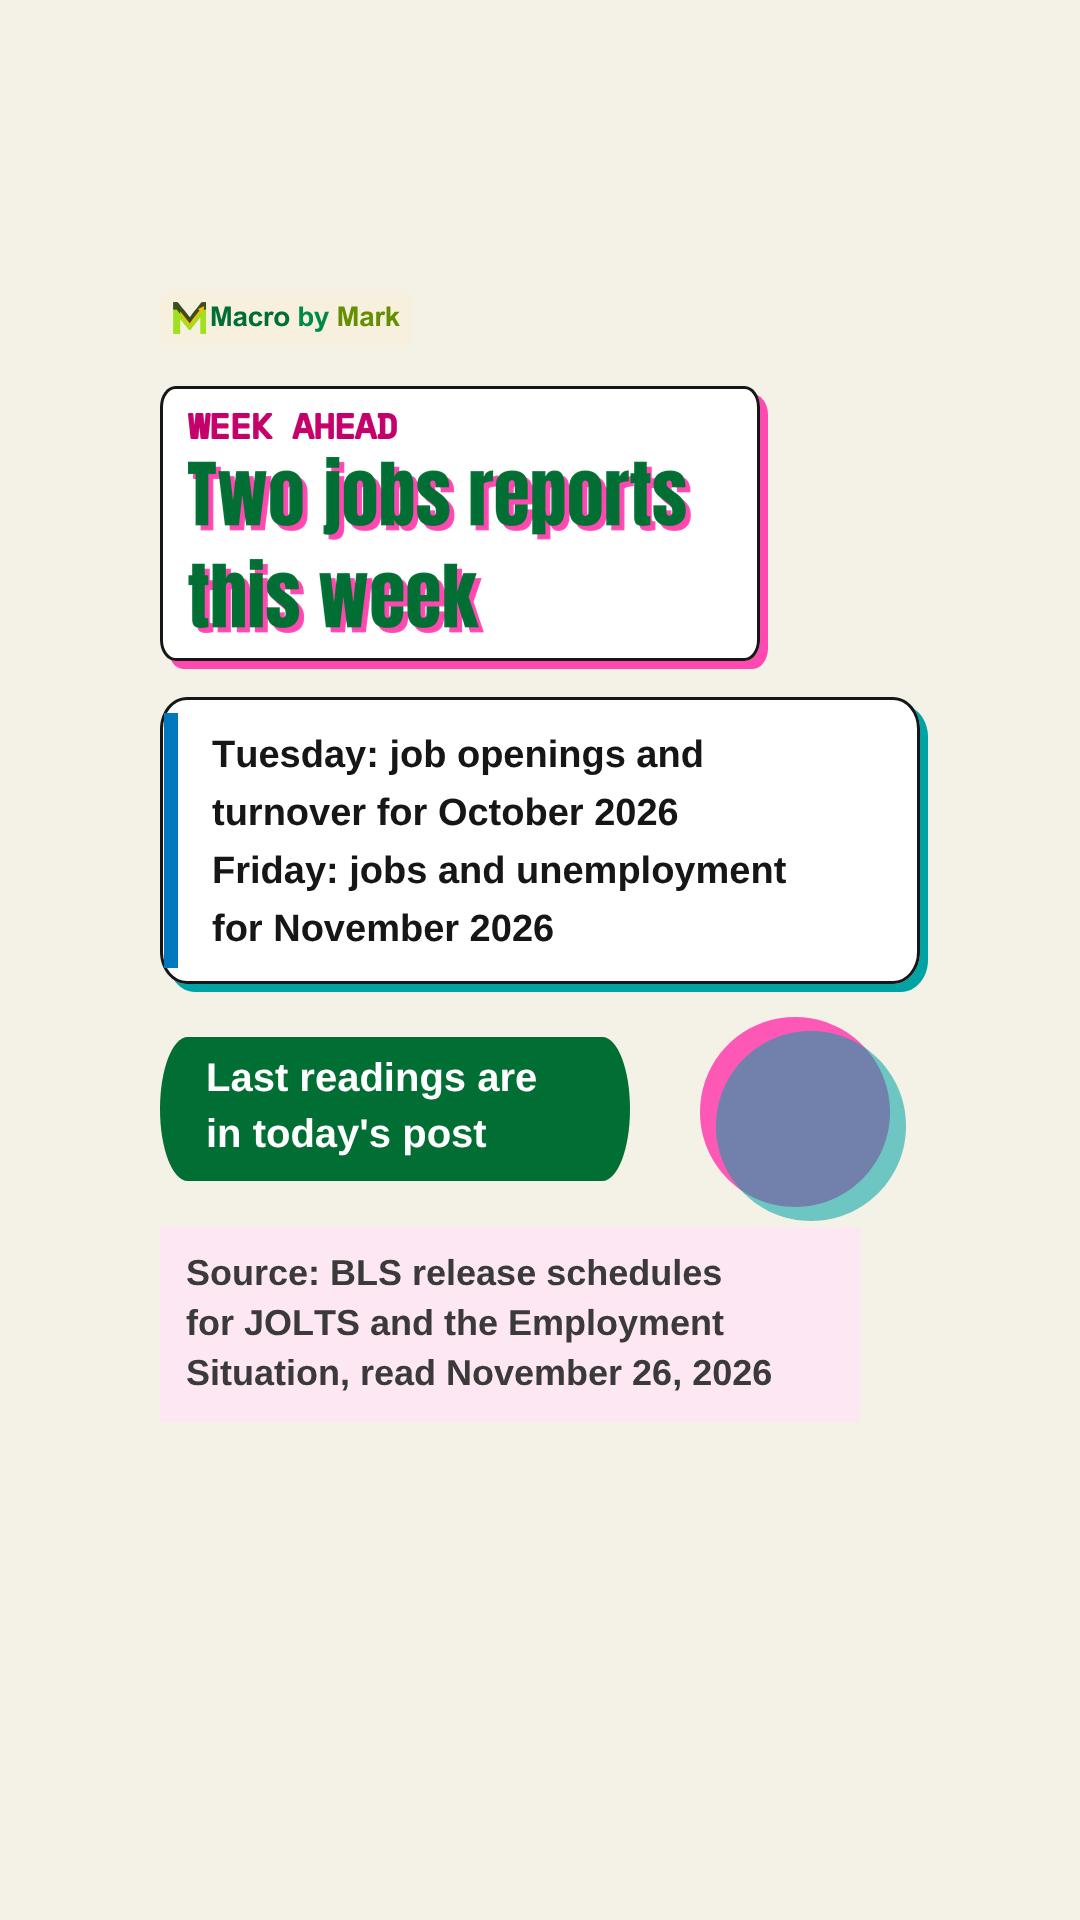 Macro by Mark
WEEK AHEAD
Two jobs reports
this week
Tuesday: job openings and
turnover for October 2026
Friday: jobs and unemployment
for November 2026
Last readings are
in today's post
Source: BLS release schedules
for JOLTS and the Employment
Situation, read November 26, 2026